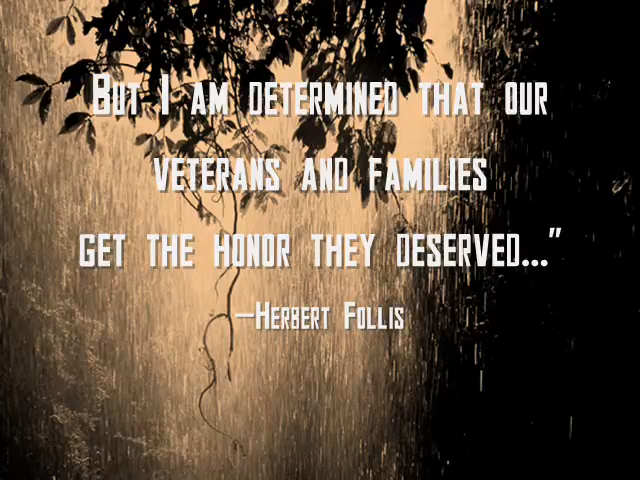 But I am determined that our
veterans and families
get the honor they deserved..."
—Herbert Follis